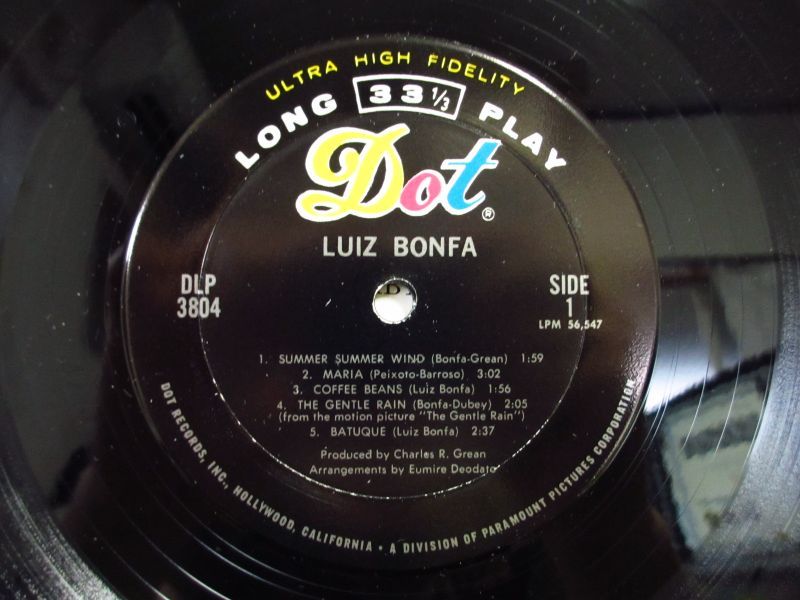 ULTRA HIGH FIDELITY
LONG 33 1/3 PLAY
Dot ®
LUIZ BONFA
DLP
3804
SIDE
1
LPM 56,547
1. SUMMER SUMMER WIND (Bonfa-Grean) 1:59
2. MARIA (Peixoto-Barroso) 3:02
3. COFFEE BEANS (Luiz Bonfa) 1:56
4. THE GENTLE RAIN (Bonfa-Dubey) 2:05
(from the motion picture "The Gentle Rain")
5. BATUQUE (Luiz Bonfa) 2:37
Produced by Charles R. Grean
Arrangements by Eumire Deodato
DOT RECORDS, INC., HOLLYWOOD, CALIFORNIA • A DIVISION OF PARAMOUNT PICTURES CORPORATION